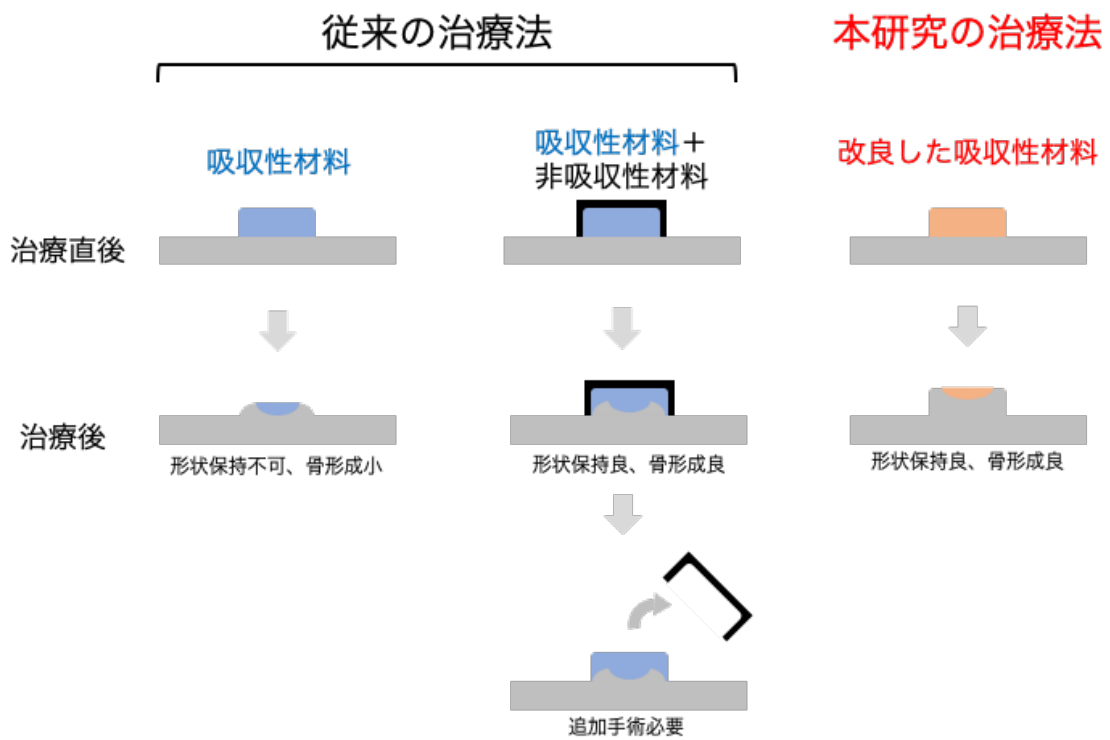 従来の治療法
本研究の治療法
吸収性材料
吸収性材料＋
非吸収性材料
改良した吸収性材料
治療直後
治療後
形状保持不可、骨形成小
形状保持良、骨形成良
形状保持良、骨形成良
追加手術必要